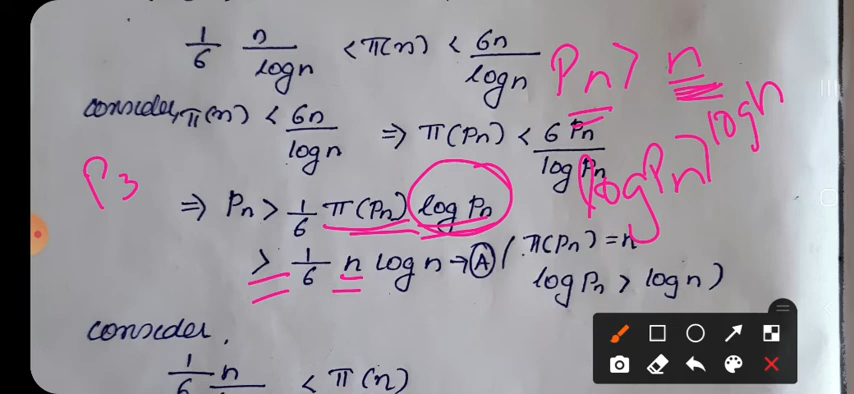 1/6 n/log n < π(n) < 6n/log n
Pn > n
consider, π(n) < 6n/log n ⇒ π(Pn) < 6 Pn/log Pn
log Pn > log n
P3
⇒ Pn > 1/6 π(Pn) log Pn
> 1/6 n log n → Ⓐ ( π(Pn) = n
log Pn > log n )
consider,
1/6 n < π(n)